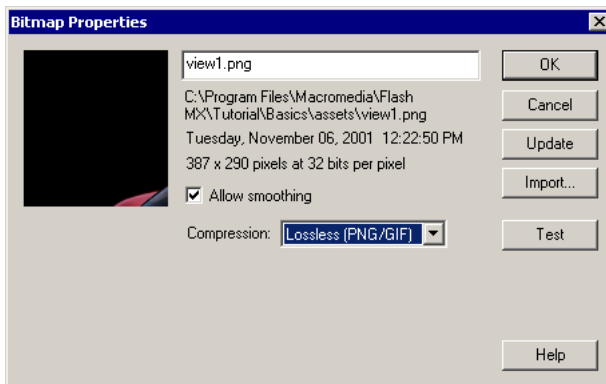 Bitmap Properties
view1.png
OK
C:\Program Files\Macromedia\Flash
MX\Tutorial\Basics\assets\view1.png
Cancel
Tuesday, November 06, 2001 12:22:50 PM
Update
387 x 290 pixels at 32 bits per pixel
Import...
Allow smoothing
Compression: Lossless (PNG/GIF)
Test
Help